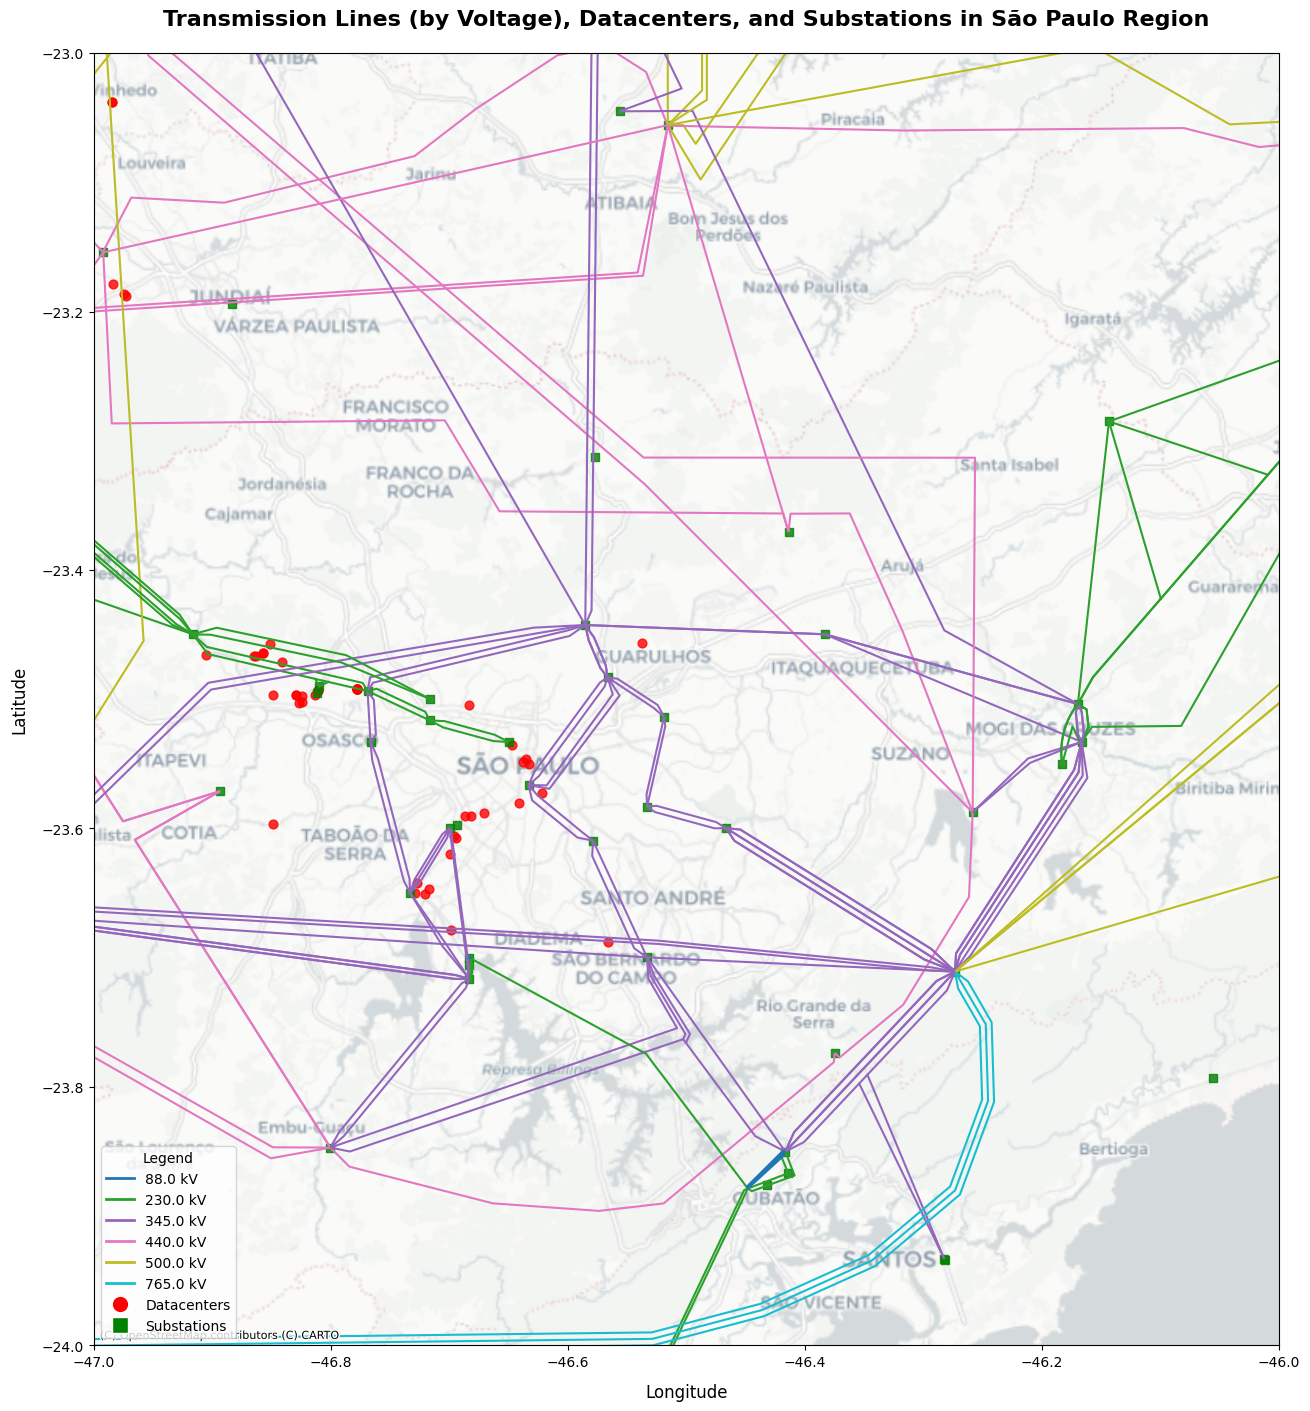 Transmission Lines (by Voltage), Datacenters, and Substations in São Paulo Region
−23.0
ITATIBA
Vinhedo
Piracaia
Louveira
Jarinu
ATIBAIA
Bom Jesus dos
Perdões
Nazaré Paulista
JUNDIAÍ
−23.2
Igaratá
VÁRZEA PAULISTA
FRANCISCO
MORATO
Santa Isabel
FRANCO DA
ROCHA
Jordanésia
Cajamar
−23.4
Arujá
Guararema
GUARULHOS
ITAQUAQUECETUBA
Latitude
MOGI DAS CRUZES
OSASCO
SUZANO
ITAPEVI
SÃO PAULO
Biritiba Mirim
−23.6
COTIA
TABOÃO DA
SERRA
SANTO ANDRÉ
DIADEMA
SÃO BERNARDO
DO CAMPO
Rio Grande da
Serra
Represa Billings
−23.8
Embu-Guaçu
São Lourenço
Bertioga
CUBATÃO
SANTOS
SÃO VICENTE
Legend
88.0 kV
230.0 kV
345.0 kV
440.0 kV
500.0 kV
765.0 kV
Datacenters
Substations
(C) OpenStreetMap contributors (C) CARTO
−24.0
−47.0
−46.8
−46.6
−46.4
−46.2
−46.0
Longitude